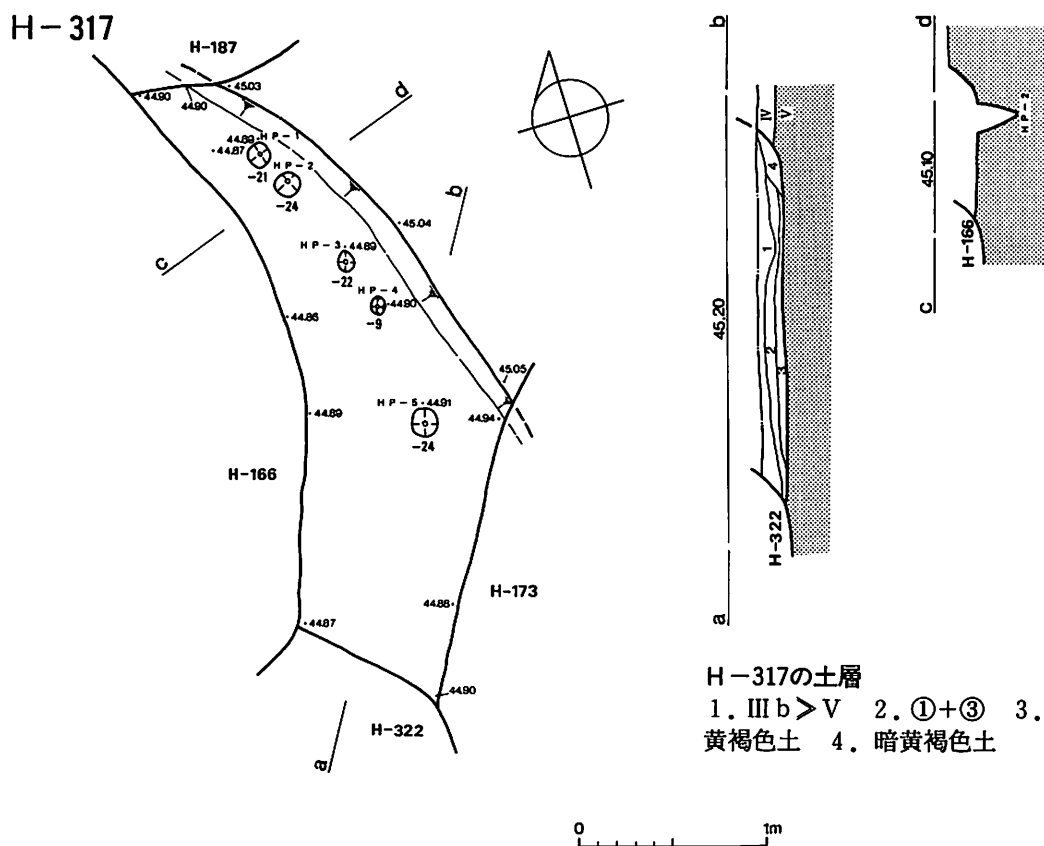 H-317
H-187
・45.03
・44.90
44.90
d
44.89・
HP-1
・44.87
HP-2
-21
-24
b
・45.04
HP-3・44.89
c
-22
HP-4
・44.90
-9
・44.86
・45.05
HP-5・44.91
・44.89
44.94・
-24
H-166
H-173
44.88・
・44.87
44.90
H-322
a
b
IV
V
4
1
45.20
2
3
H-322
a
d
HP-2
45.10
H-166
c
H-317の土層
1. IIIb>V 2. ①+③ 3.
黄褐色土 4. 暗黄褐色土
0 1m